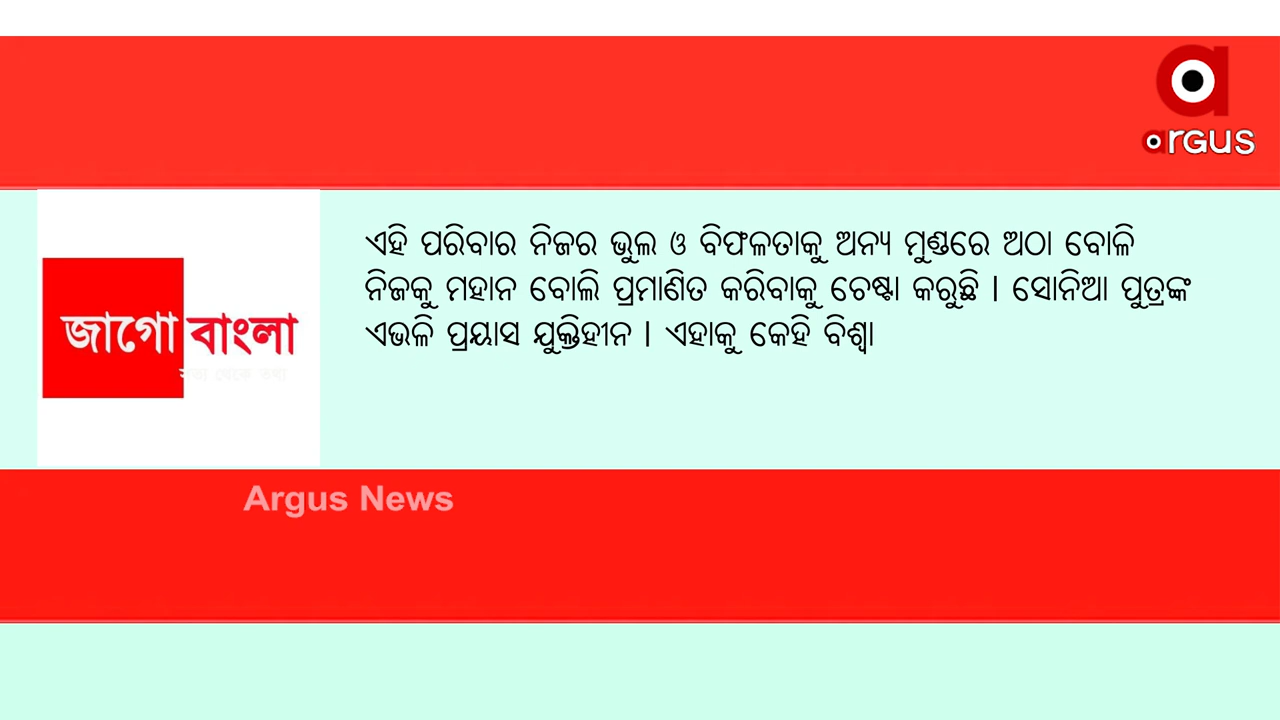 argus
ଏହି ପରିବାର ନିଜର ଭୁଲ ଓ ବିଫଳତାକୁ ଅନ୍ୟ ମୁଣ୍ଡରେ ଅଠା ବୋଳି
ନିଜକୁ ମହାନ ବୋଲି ପ୍ରମାଣିତ କରିବାକୁ ଚେଷ୍ଟା କରୁଛି । ସୋନିଆ ପୁତ୍ରଙ୍କ
ଏଭଳି ପ୍ରୟାସ ଯୁକ୍ତିହୀନ । ଏହାକୁ କେହି ବିଶ୍ୱା
জাগো বাংলা
থেকে
Argus News